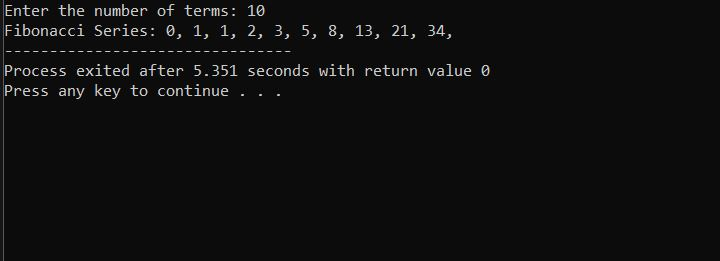 Enter the number of terms: 10
Fibonacci Series: 0, 1, 1, 2, 3, 5, 8, 13, 21, 34,
--------------------------------
Process exited after 5.351 seconds with return value 0
Press any key to continue . . .